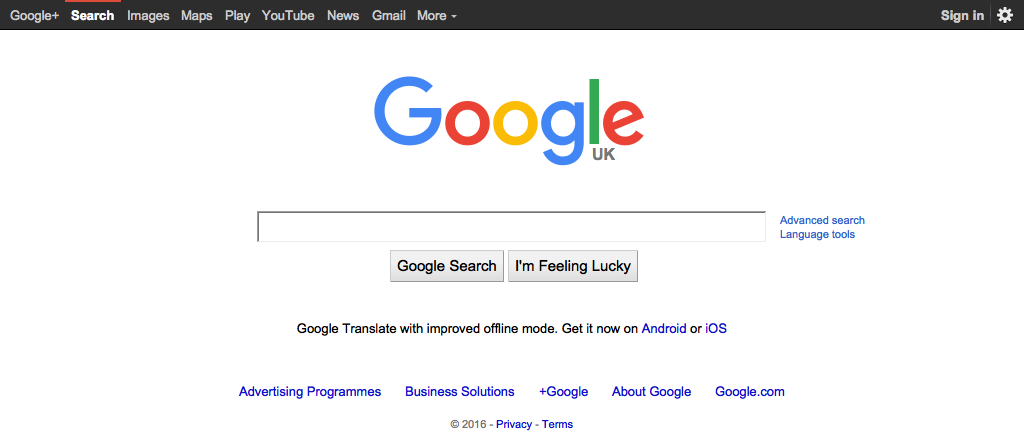 Google+ Search Images Maps Play YouTube News Gmail More Sign in
Google
UK
Advanced search
Language tools
Google Search I'm Feeling Lucky
Google Translate with improved offline mode. Get it now on Android or iOS
Advertising Programmes Business Solutions +Google About Google Google.com
© 2016 - Privacy - Terms